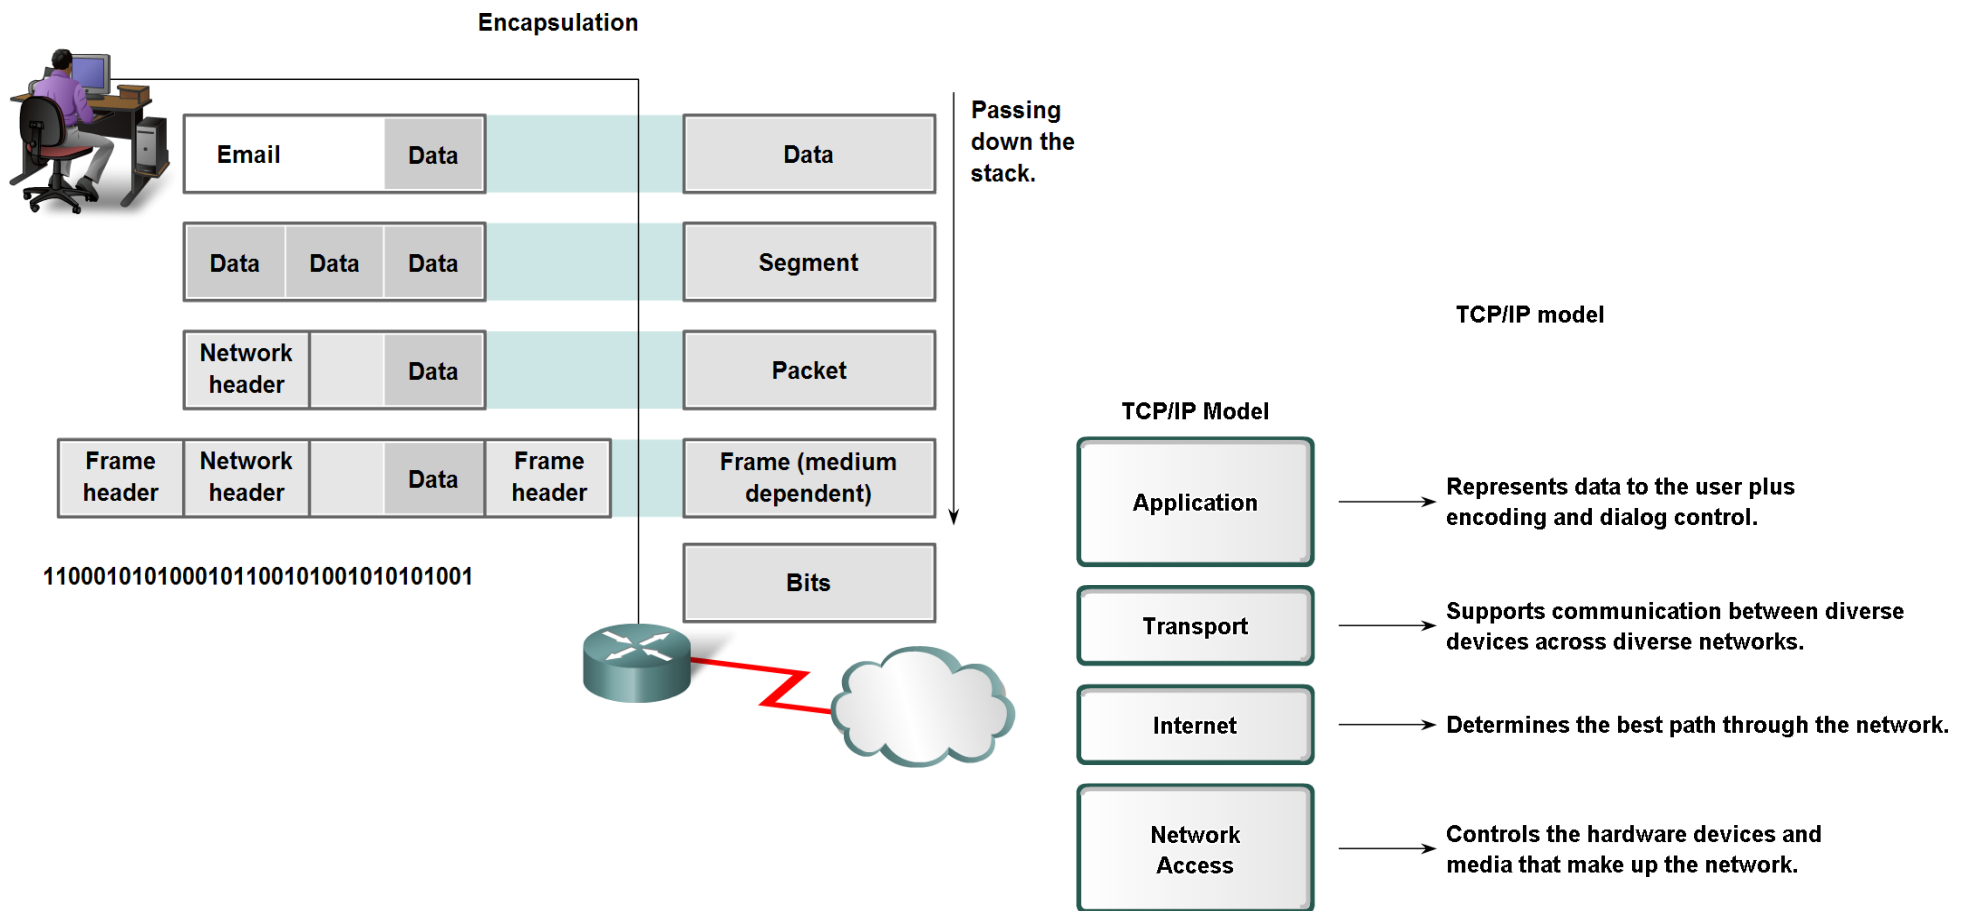 Encapsulation
Passing
down the
stack.
Email Data Data
Data Data Data Segment
Network
header Data Packet
Frame
header Network
header Data Frame
header Frame (medium
dependent)
110001010100010110010100101010​1001
Bits
TCP/IP model
TCP/IP Model
Application
Represents data to the user plus
encoding and dialog control.
Transport
Supports communication between diverse
devices across diverse networks.
Internet
Determines the best path through the network.
Network
Access
Controls the hardware devices and
media that make up the network.